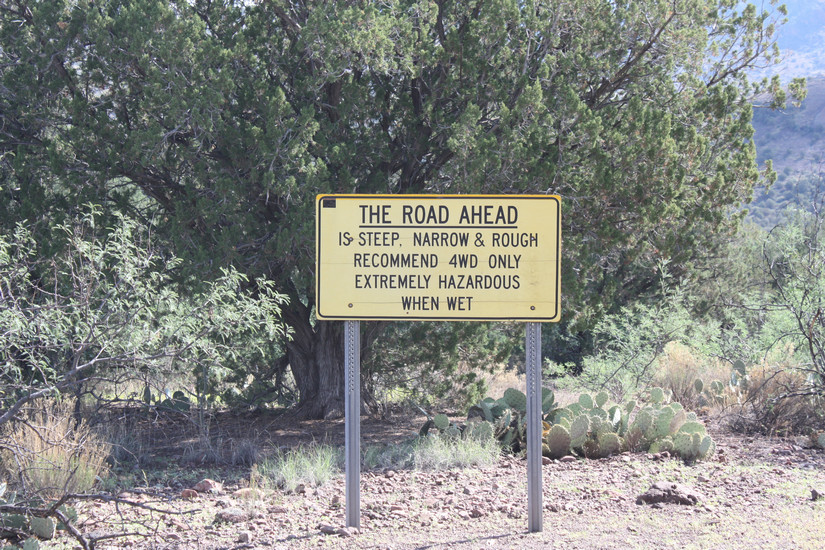 THE ROAD AHEAD
IS STEEP, NARROW & ROUGH
RECOMMEND 4WD ONLY
EXTREMELY HAZARDOUS
WHEN WET